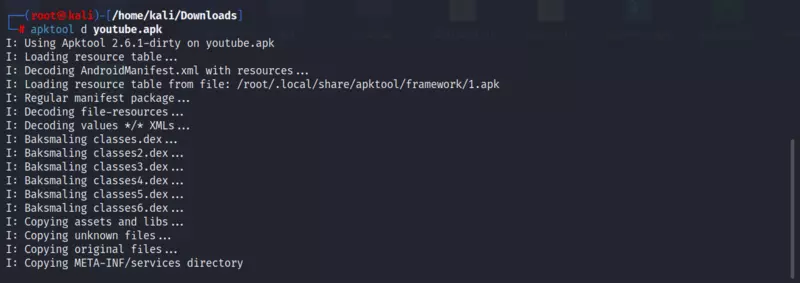 (root㉿kali)-[/home/kali/Downloads]
# apktool d youtube.apk
I: Using Apktool 2.6.1-dirty on youtube.apk
I: Loading resource table...
I: Decoding AndroidManifest.xml with resources...
I: Loading resource table from file: /root/.local/share/apktool/framework/1.apk
I: Regular manifest package...
I: Decoding file-resources...
I: Decoding values */* XMLs...
I: Baksmaling classes.dex...
I: Baksmaling classes2.dex...
I: Baksmaling classes3.dex...
I: Baksmaling classes4.dex...
I: Baksmaling classes5.dex...
I: Baksmaling classes6.dex...
I: Copying assets and libs...
I: Copying unknown files...
I: Copying original files...
I: Copying META-INF/services directory